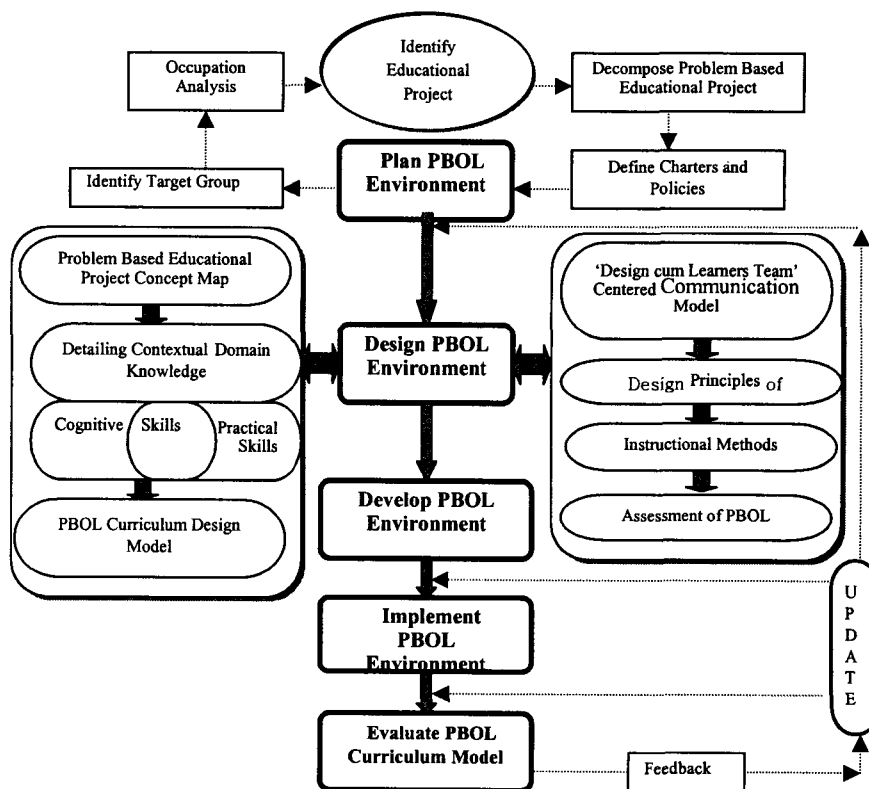 Identify
Educational
Project
Occupation
Analysis
Decompose Problem Based
Educational Project
Plan PBOL
Environment
Identify Target Group
Define Charters and
Policies
Problem Based Educational
Project Concept Map
Detailing Contextual Domain
Knowledge
Cognitive
Skills
Practical
Skills
PBOL Curriculum Design
Model
Design PBOL
Environment
'Design cum Learners Team'
Centered Communication
Model
Design Principles of
Instructional Methods
Assessment of PBOL
Develop PBOL
Environment
Implement
PBOL
Environment
Evaluate PBOL
Curriculum Model
Feedback
U
P
D
A
T
E